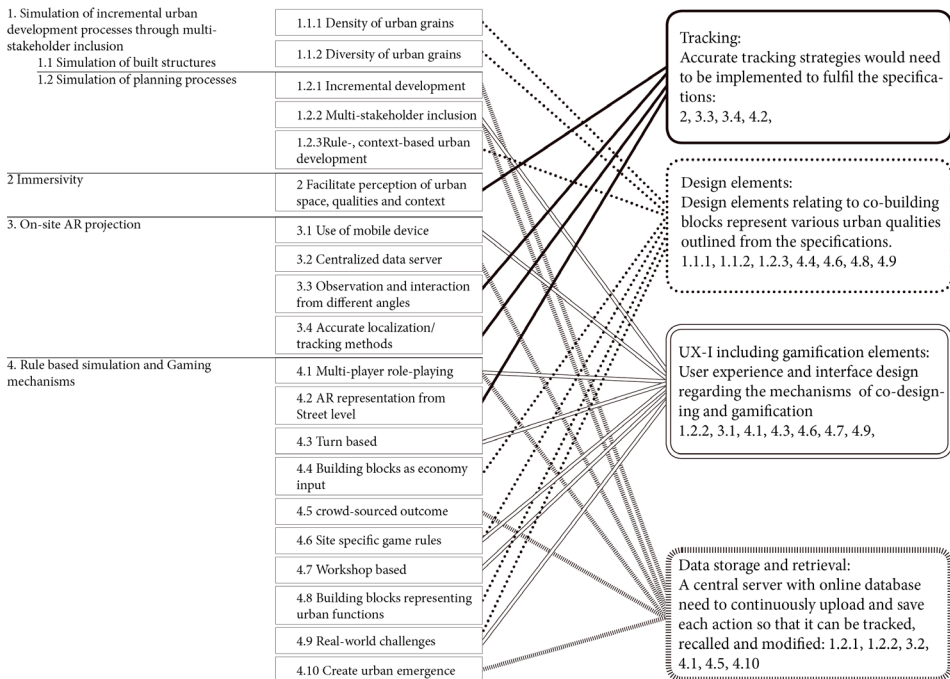 1. Simulation of incremental urban
development processes through multi-
stakeholder inclusion
1.1 Simulation of built structures
1.2 Simulation of planning processes
2 Immersivity
3. On-site AR projection
4. Rule based simulation and Gaming
mechanisms
1.1.1 Density of urban grains
1.1.2 Diversity of urban grains
1.2.1 Incremental development
1.2.2 Multi-stakeholder inclusion
1.2.3Rule-, context-based urban
development
2 Facilitate perception of urban
space, qualities and context
3.1 Use of mobile device
3.2 Centralized data server
3.3 Observation and interaction
from different angles
3.4 Accurate localization/
tracking methods
4.1 Multi-player role-playing
4.2 AR representation from
Street level
4.3 Turn based
4.4 Building blocks as economy
input
4.5 crowd-sourced outcome
4.6 Site specific game rules
4.7 Workshop based
4.8 Building blocks representing
urban functions
4.9 Real-world challenges
4.10 Create urban emergence
Tracking:
Accurate tracking strategies would need
to be implemented to fulfil the specifica-
tions:
2, 3.3, 3.4, 4.2,
Design elements:
Design elements relating to co-building
blocks represent various urban qualities
outlined from the specifications.
1.1.1, 1.1.2, 1.2.3, 4.4, 4.6, 4.8, 4.9
UX-I including gamification elements:
User experience and interface design
regarding the mechanisms of co-design-
ing and gamification
1.2.2, 3.1, 4.1, 4.3, 4.6, 4.7, 4.9,
Data storage and retrieval:
A central server with online database
need to continuously upload and save
each action so that it can be tracked,
recalled and modified: 1.2.1, 1.2.2, 3.2,
4.1, 4.5, 4.10